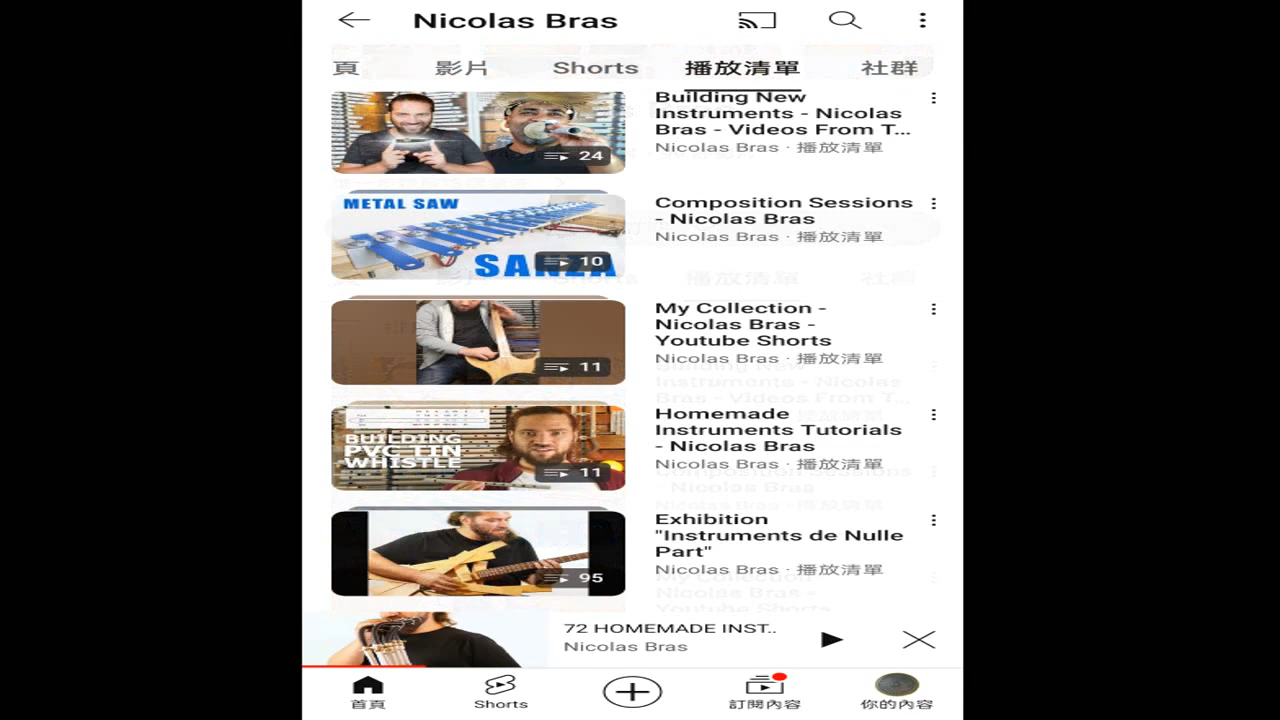 Nicolas Bras
頁
影片
Shorts
播放清單
社群
Building New
Instruments - Nicolas
Bras - Videos From T...
Nicolas Bras · 播放清單
24
METAL SAW
SANZA
10
Composition Sessions
- Nicolas Bras
Nicolas Bras · 播放清單
My Collection -
Nicolas Bras -
Youtube Shorts
Nicolas Bras · 播放清單
11
BUILDING
PVC TIN
WHISTLE
11
Homemade
Instruments Tutorials
- Nicolas Bras
Nicolas Bras · 播放清單
Exhibition
"Instruments de Nulle
Part"
Nicolas Bras · 播放清單
95
72 HOMEMADE INST..
Nicolas Bras
首頁
Shorts
訂閱內容
你的內容